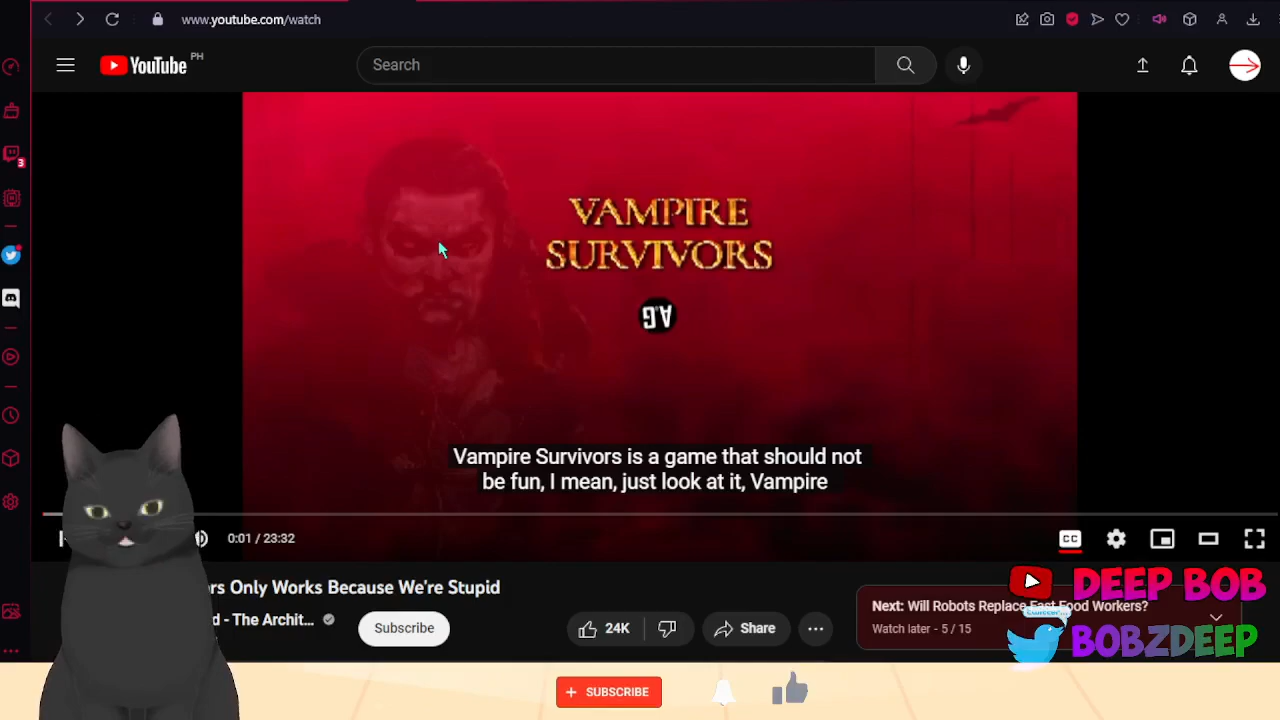 www.youtube.com/watch
YouTube PH
Search
3
VAMPIRE
SURVIVORS
Vampire Survivors is a game that should not
be fun, I mean, just look at it, Vampire
0:01 / 23:32
CC
Only Works Because We're Stupid
The Archit...
Subscribe
24K
Share
Next: Will Robots Replace Fast Food Workers?
Watch later - 5 / 15
DEEP BOB
BOBZDEEP
+ SUBSCRIBE